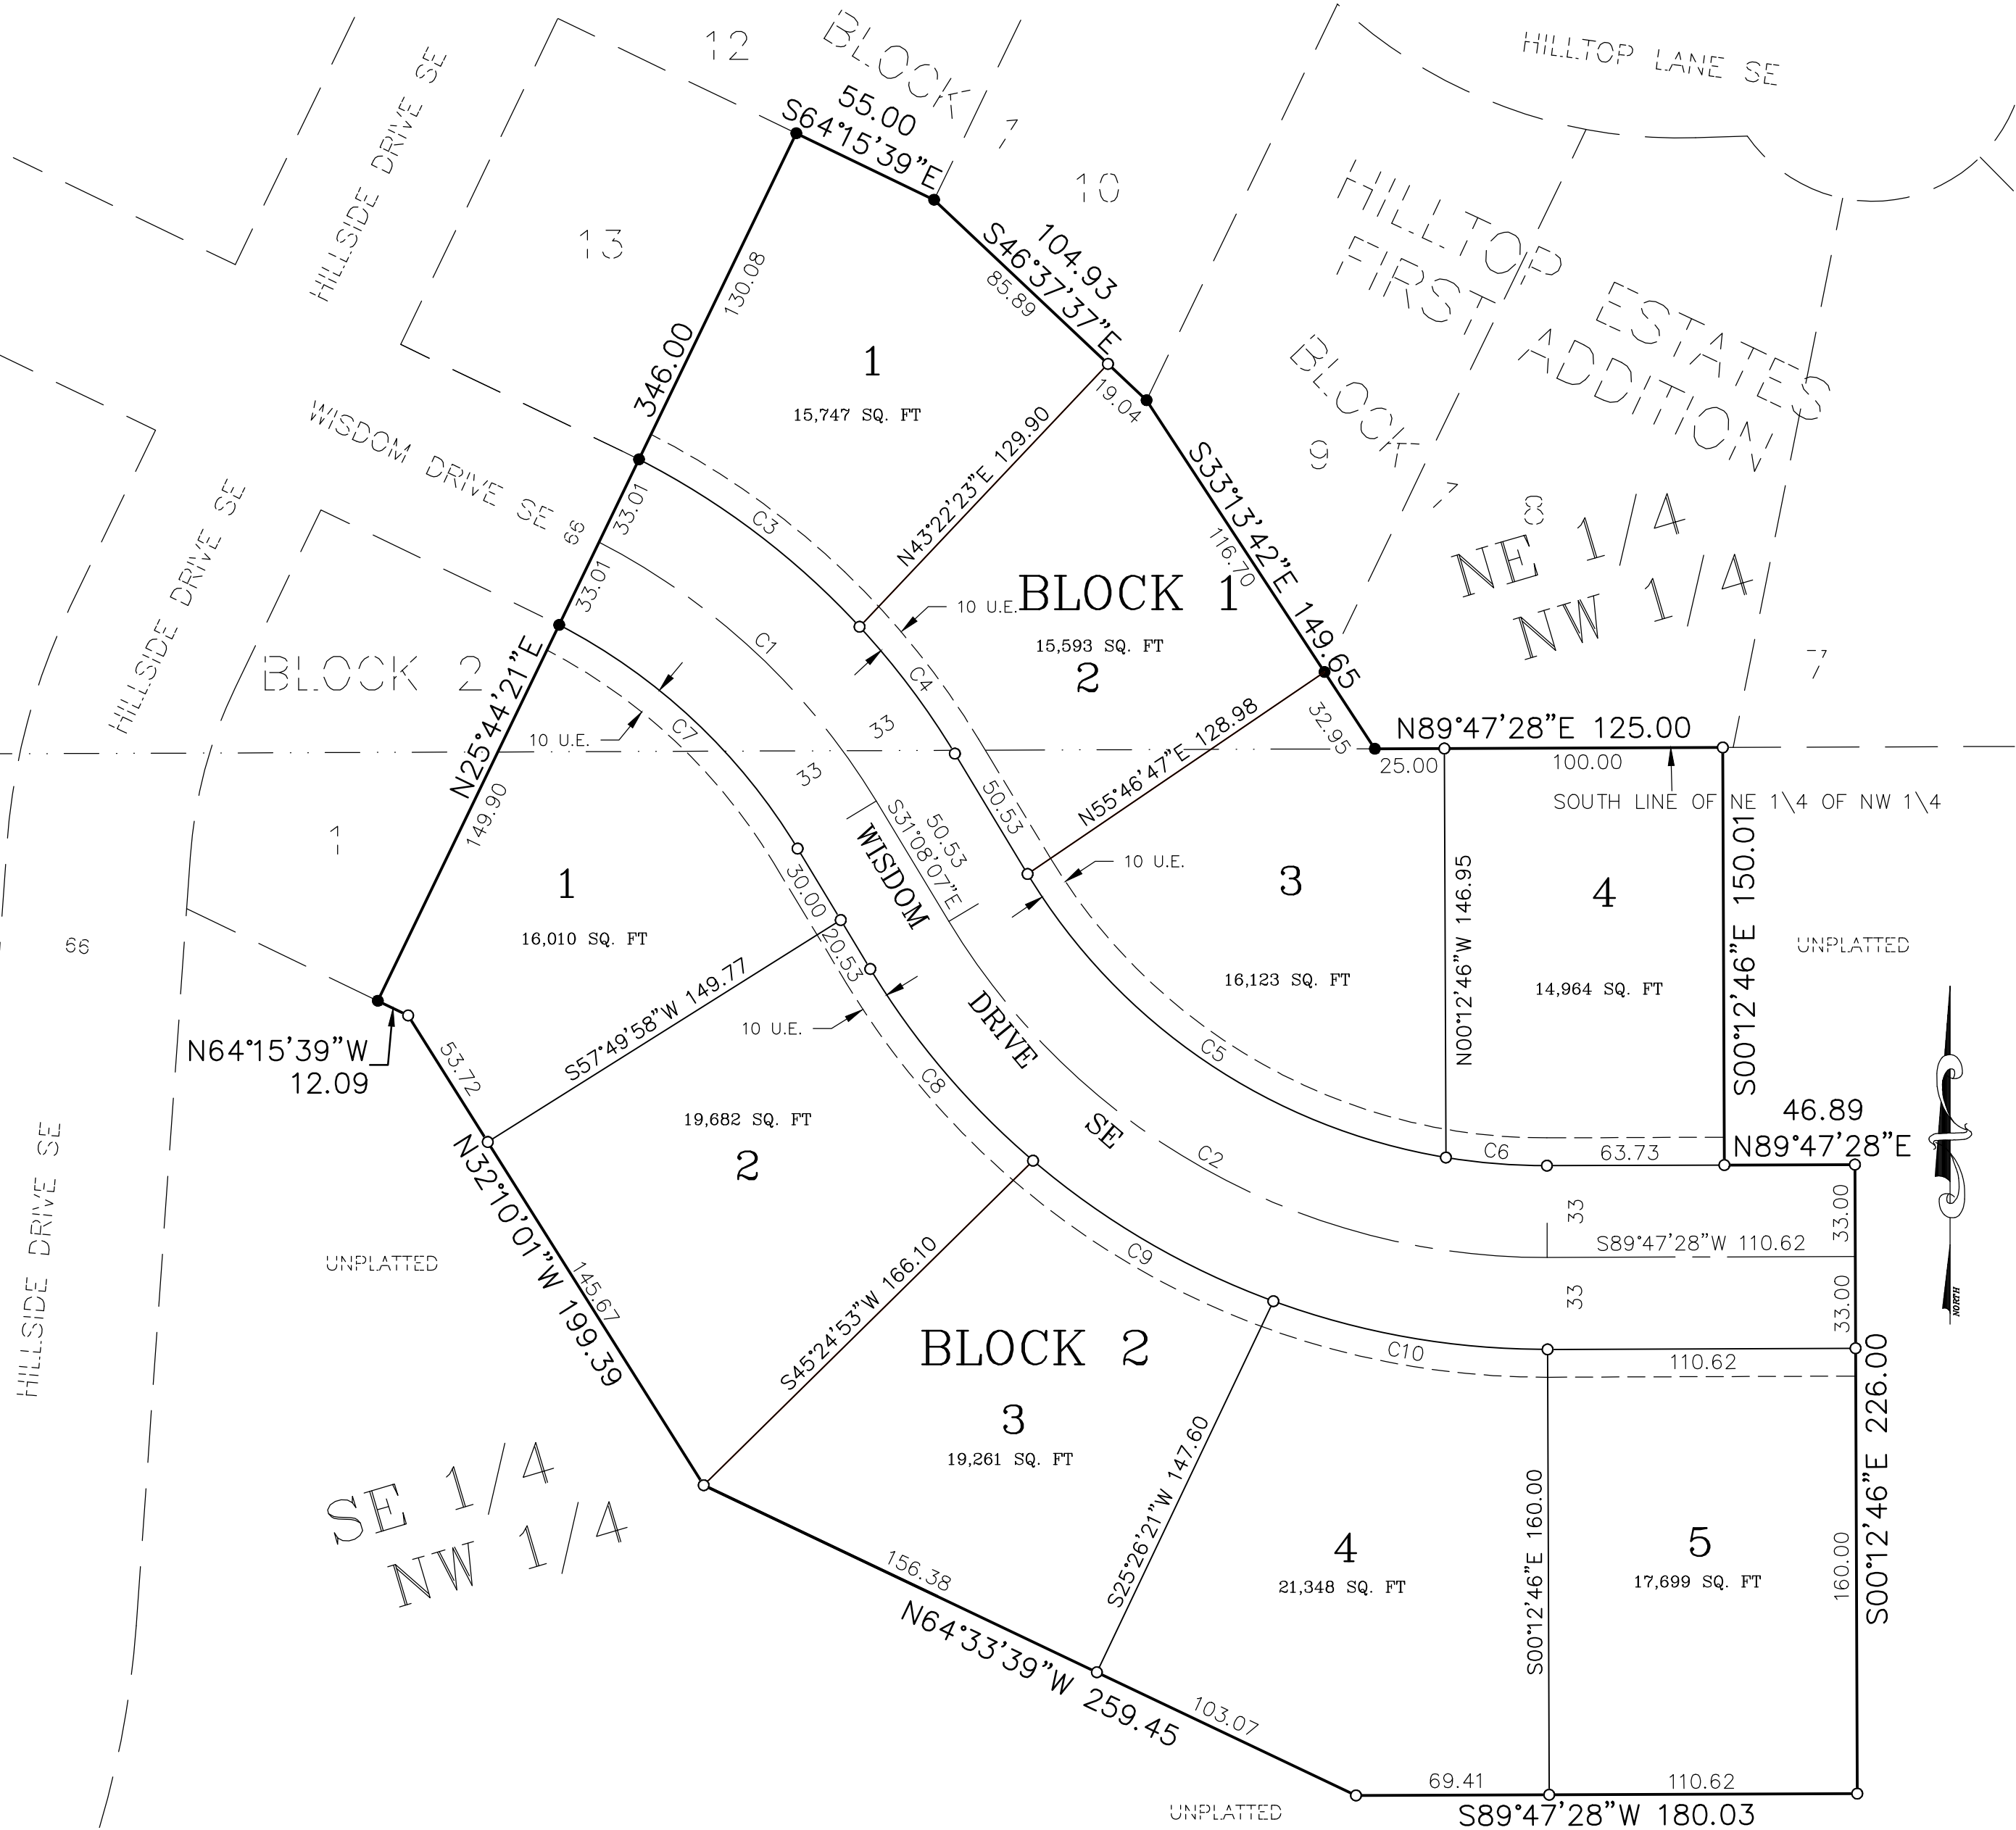 12
BLOCK 1
HILLTOP LANE SE
HILLSIDE DRIVE SE
55.00
S64°15'39"E
10
13
104.93
S46°37'37"E
85.89
130.08
HILLTOP ESTATES
FIRST ADDITION
346.00
1
15,747 SQ. FT
19.04
BLOCK 1
9
8
WISDOM DRIVE SE
66
33.01
C3
N43°22'23"E 129.90
S33°13'42"E 149.65
116.70
NE 1/4
NW 1/4
HILLSIDE DRIVE SE
33.01
C1
10 U.E.
BLOCK 1
15,593 SQ. FT
2
7
BLOCK 2
C4
C7
33
33
10 U.E.
N25°44'21"E
149.90
32.95
N89°47'28"E 125.00
25.00
100.00
N55°46'47"E 128.98
50.53
SOUTH LINE OF NE 1\4 OF NW 1\4
1
50.53
S31°08'07"E
WISDOM
10 U.E.
1
16,010 SQ. FT
30.00
20.53
3
16,123 SQ. FT
N00°12'46"W 146.95
4
14,964 SQ. FT
S00°12'46"E 150.01
UNPLATTED
66
S57°49'58"W 149.77
10 U.E.
DRIVE
N64°15'39"W
12.09
53.72
C8
C5
SE
19,682 SQ. FT
2
C2
C6
63.73
46.89
N89°47'28"E
HILLSIDE DRIVE SE
UNPLATTED
N32°10'01"W 199.39
145.67
S45°24'53"W 166.10
C9
33
S89°47'28"W 110.62
33.00
33
33.00
NORTH
BLOCK 2
3
19,261 SQ. FT
C10
110.62
S00°12'46"E 226.00
SE 1/4
NW 1/4
S25°26'21"W 147.60
4
21,348 SQ. FT
S00°12'46"E 160.00
5
17,699 SQ. FT
160.00
156.38
N64°33'39"W 259.45
103.07
69.41
110.62
UNPLATTED
S89°47'28"W 180.03